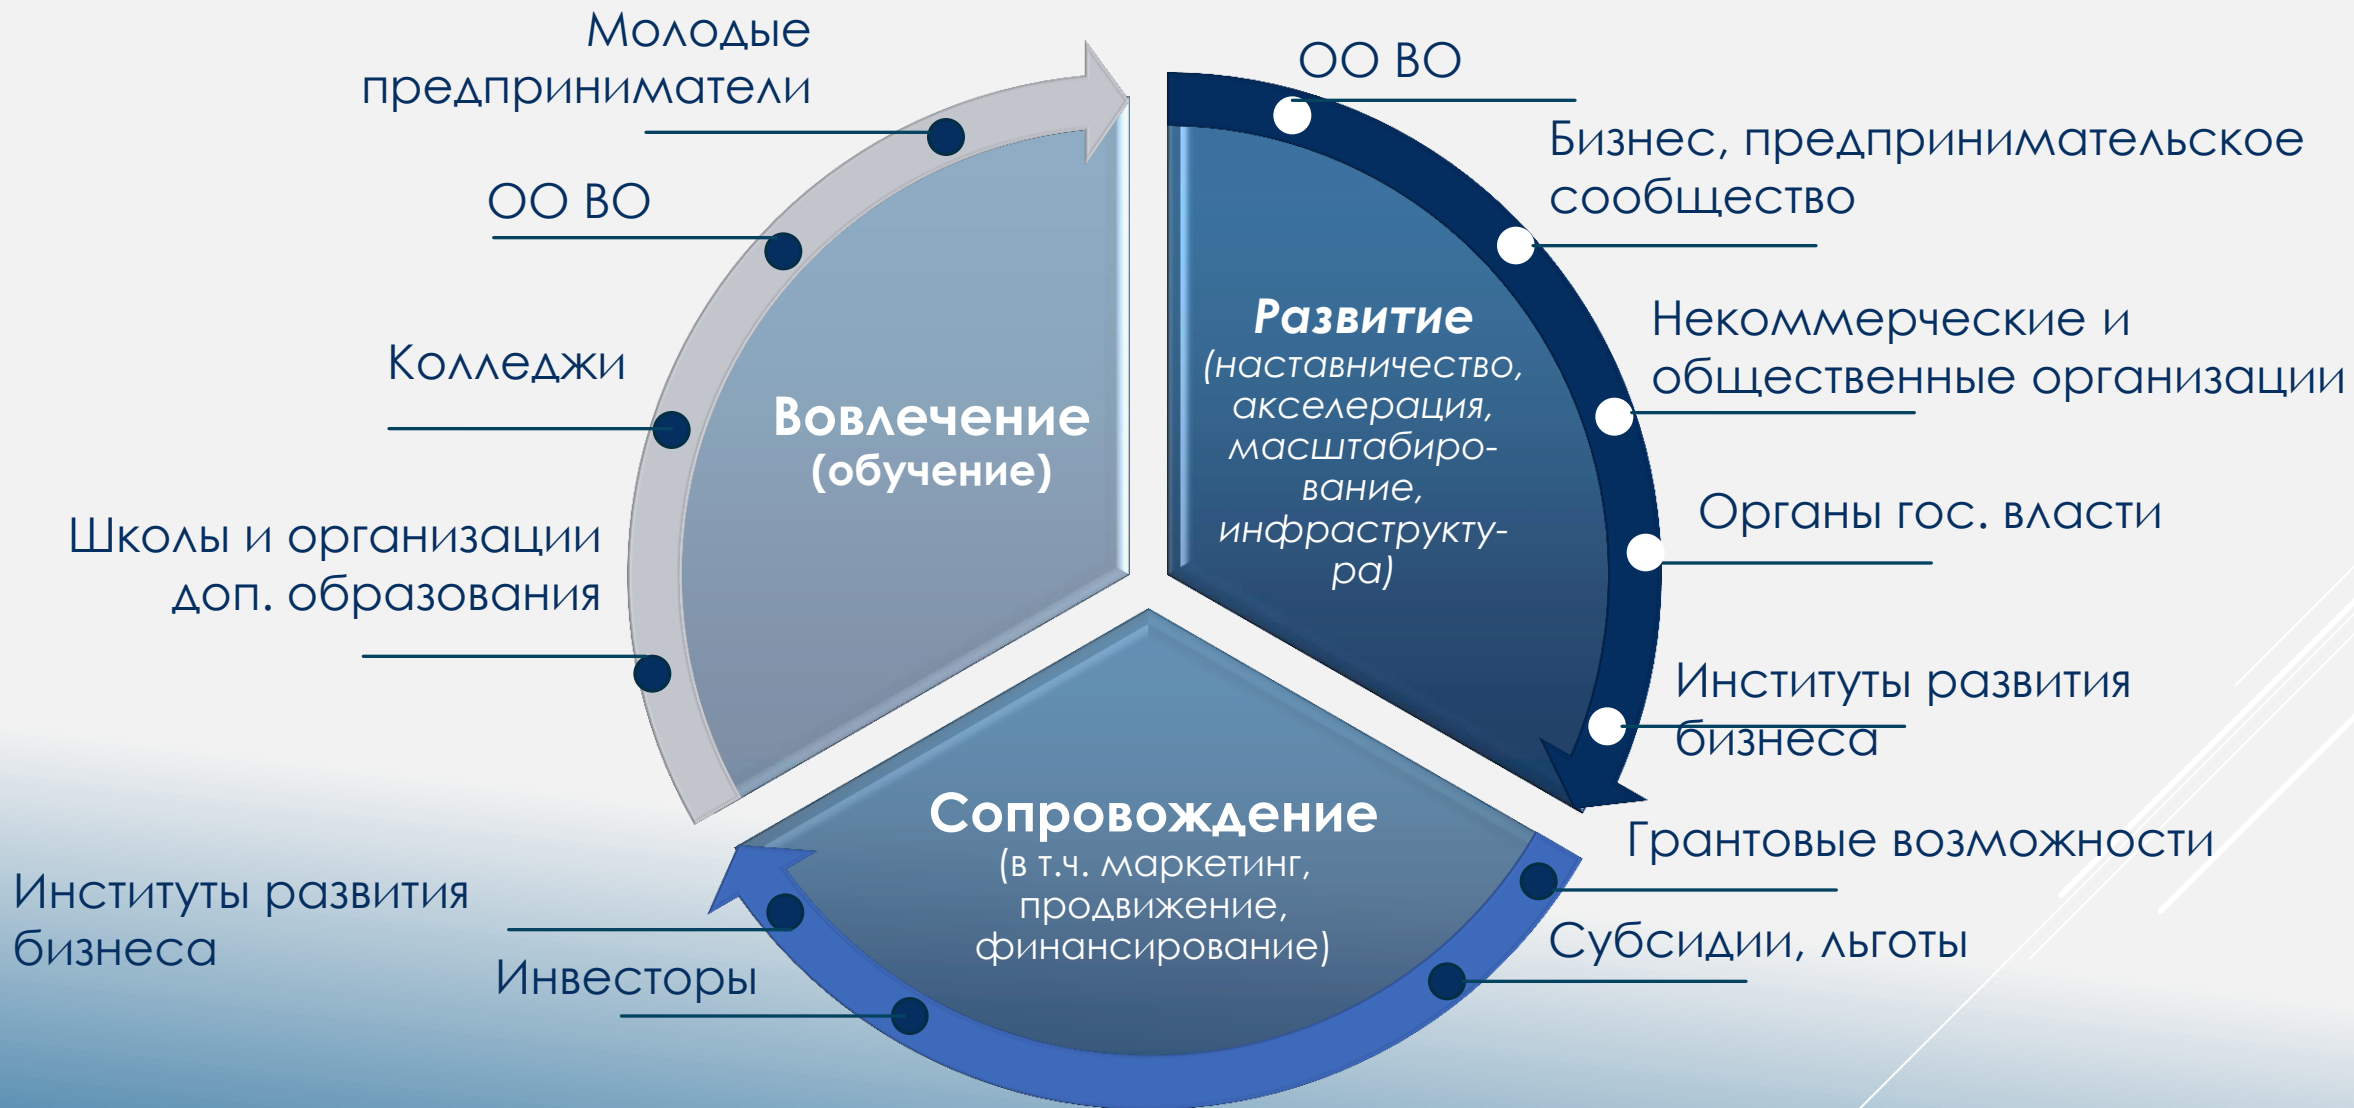 Молодые
предприниматели
ОО ВО
Колледжи
Школы и организации
доп. образования
Вовлечение
(обучение)
ОО ВО
Бизнес, предпринимательское
сообщество
Некоммерческие и
общественные организации
Органы гос. власти
Институты развития
бизнеса
Развитие
(наставничество,
акселерация,
масштабиро-
вание,
инфраструкту-
ра)
Сопровождение
(в т.ч. маркетинг,
продвижение,
финансирование)
Грантовые возможности
Субсидии, льготы
Институты развития
бизнеса
Инвесторы